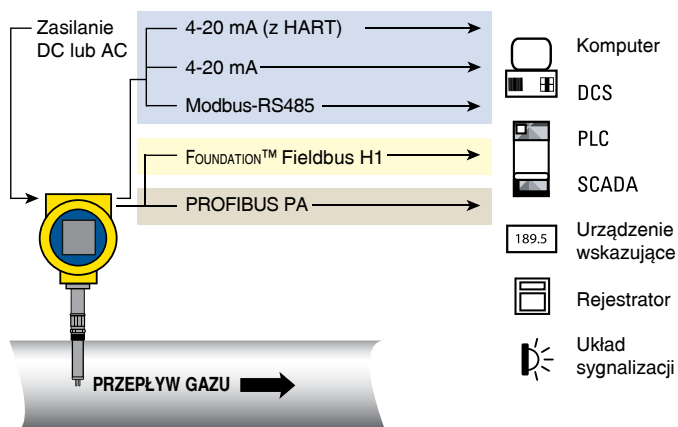 Zasilanie
DC lub AC
4-20 mA (z HART)
4-20 mA
Modbus-RS485
FOUNDATION™ Fieldbus H1
PROFIBUS PA
PRZEPŁYW GAZU
Komputer
DCS
PLC
SCADA
189.5
Urządzenie
wskazujące
Rejestrator
Układ
sygnalizacji